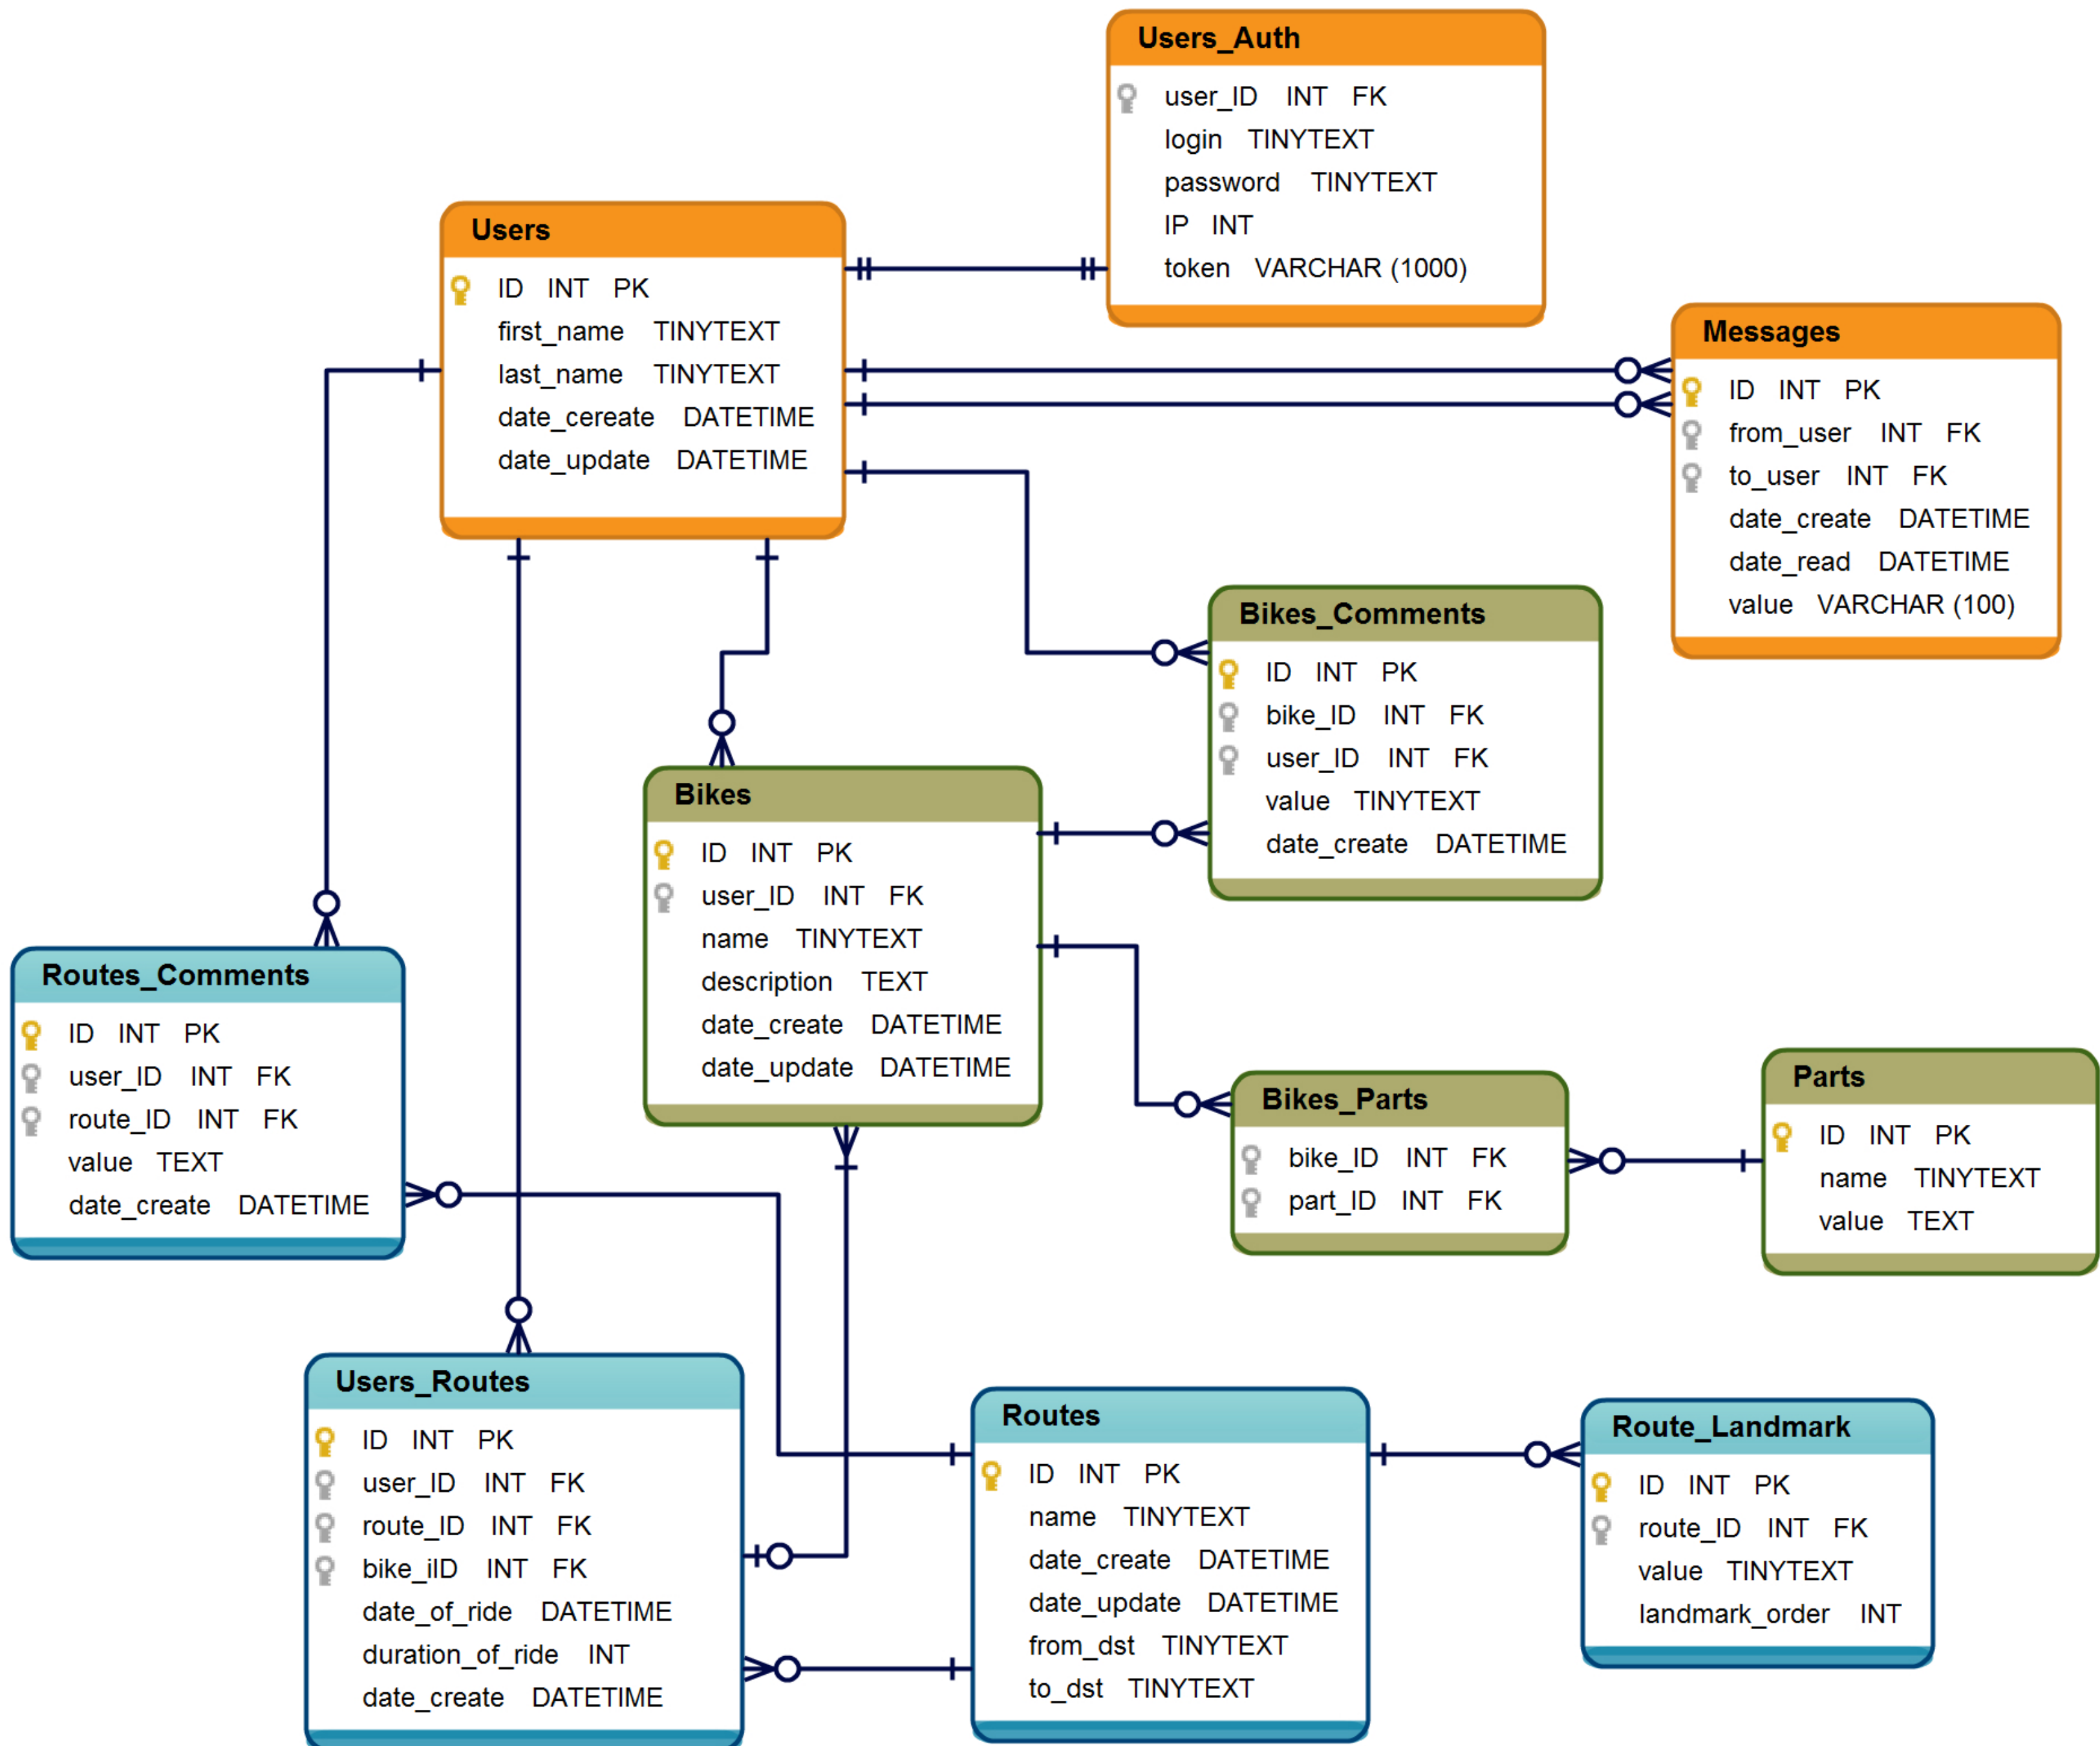 Users_Auth
user_ID INT FK
login TINYTEXT
password TINYTEXT
IP INT
token VARCHAR (1000)
Users
ID INT PK
first_name TINYTEXT
last_name TINYTEXT
date_cereate DATETIME
date_update DATETIME
Messages
ID INT PK
from_user INT FK
to_user INT FK
date_create DATETIME
date_read DATETIME
value VARCHAR (100)
Bikes_Comments
ID INT PK
bike_ID INT FK
user_ID INT FK
value TINYTEXT
date_create DATETIME
Bikes
ID INT PK
user_ID INT FK
name TINYTEXT
description TEXT
date_create DATETIME
date_update DATETIME
Routes_Comments
ID INT PK
user_ID INT FK
route_ID INT FK
value TEXT
date_create DATETIME
Bikes_Parts
bike_ID INT FK
part_ID INT FK
Parts
ID INT PK
name TINYTEXT
value TEXT
Users_Routes
ID INT PK
user_ID INT FK
route_ID INT FK
bike_iID INT FK
date_of_ride DATETIME
duration_of_ride INT
date_create DATETIME
Routes
ID INT PK
name TINYTEXT
date_create DATETIME
date_update DATETIME
from_dst TINYTEXT
to_dst TINYTEXT
Route_Landmark
ID INT PK
route_ID INT FK
value TINYTEXT
landmark_order INT